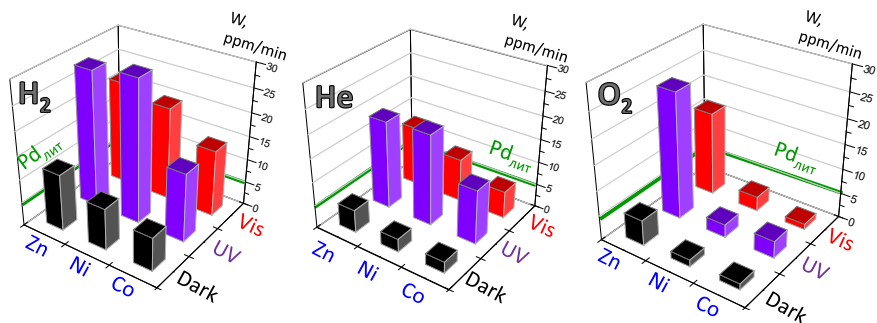 W,
ppm/min
30
25
20
15
10
5
0
H2
Pdлит
Zn
Ni
Co
Dark
UV
Vis
W,
ppm/min
30
25
20
15
10
5
0
He
Pdлит
Zn
Ni
Co
Dark
UV
Vis
W,
ppm/min
30
25
20
15
10
5
0
O2
Pdлит
Zn
Ni
Co
Dark
UV
Vis